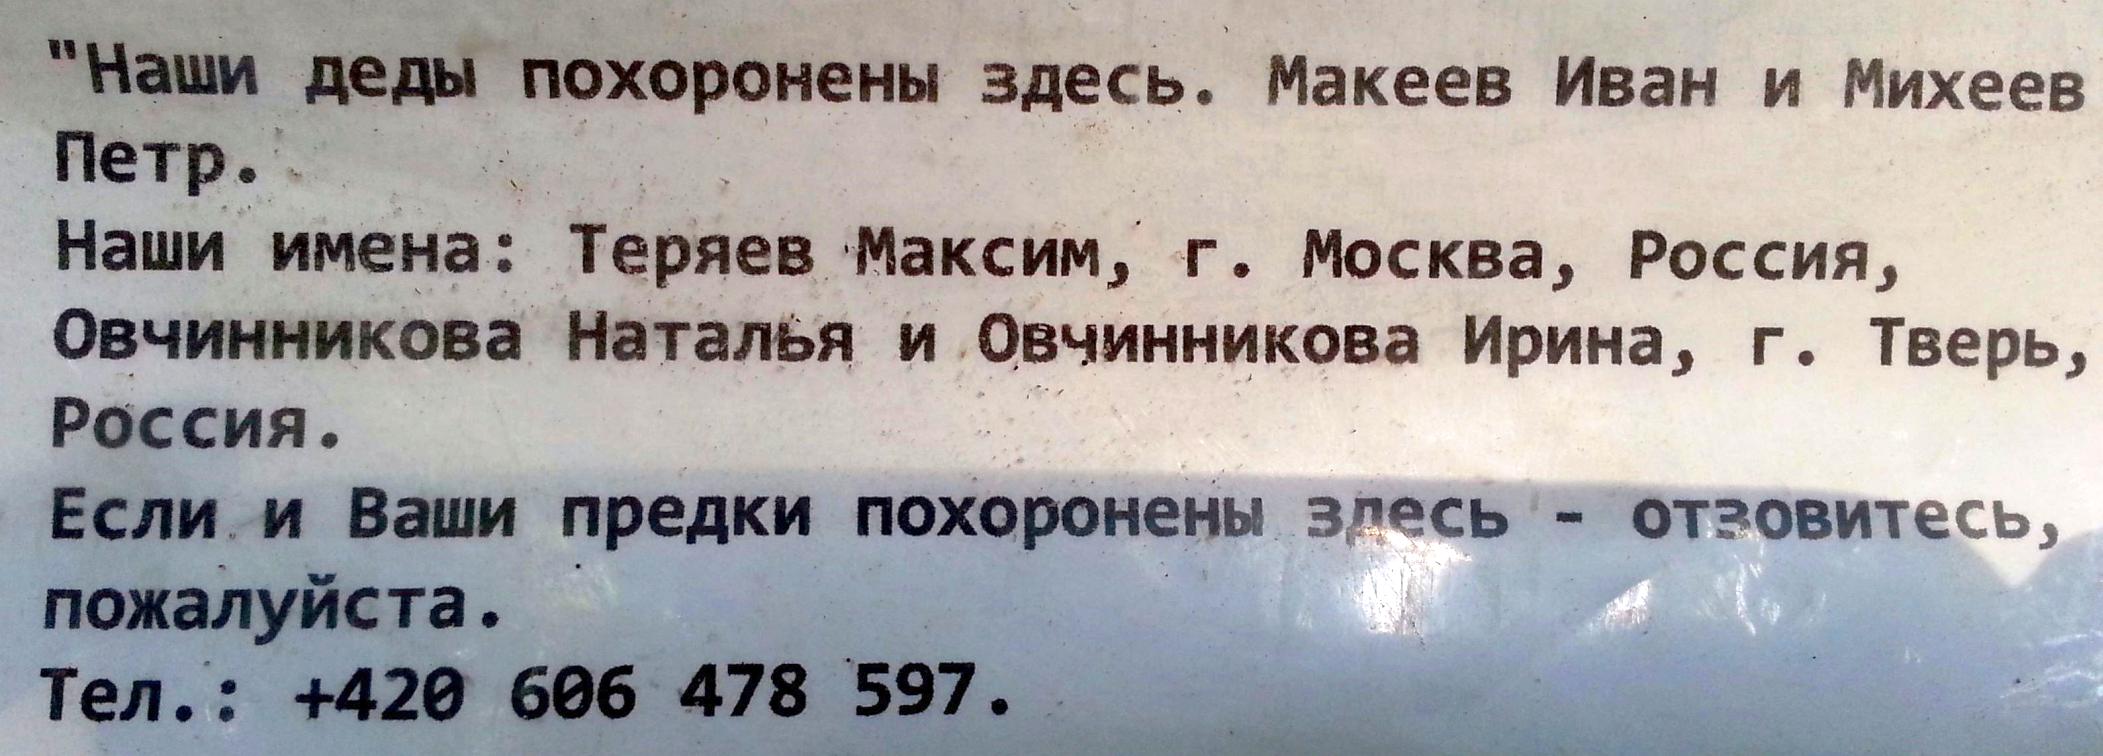 "Наши деды похоронены здесь. Макеев Иван и Михеев
Петр.
Наши имена: Теряев Максим, г. Москва, Россия,
Овчинникова Наталья и Овчинникова Ирина, г. Тверь,
Россия.
Если и Ваши предки похоронены здесь - отзовитесь,
пожалуйста.
Тел.: +420 606 478 597.